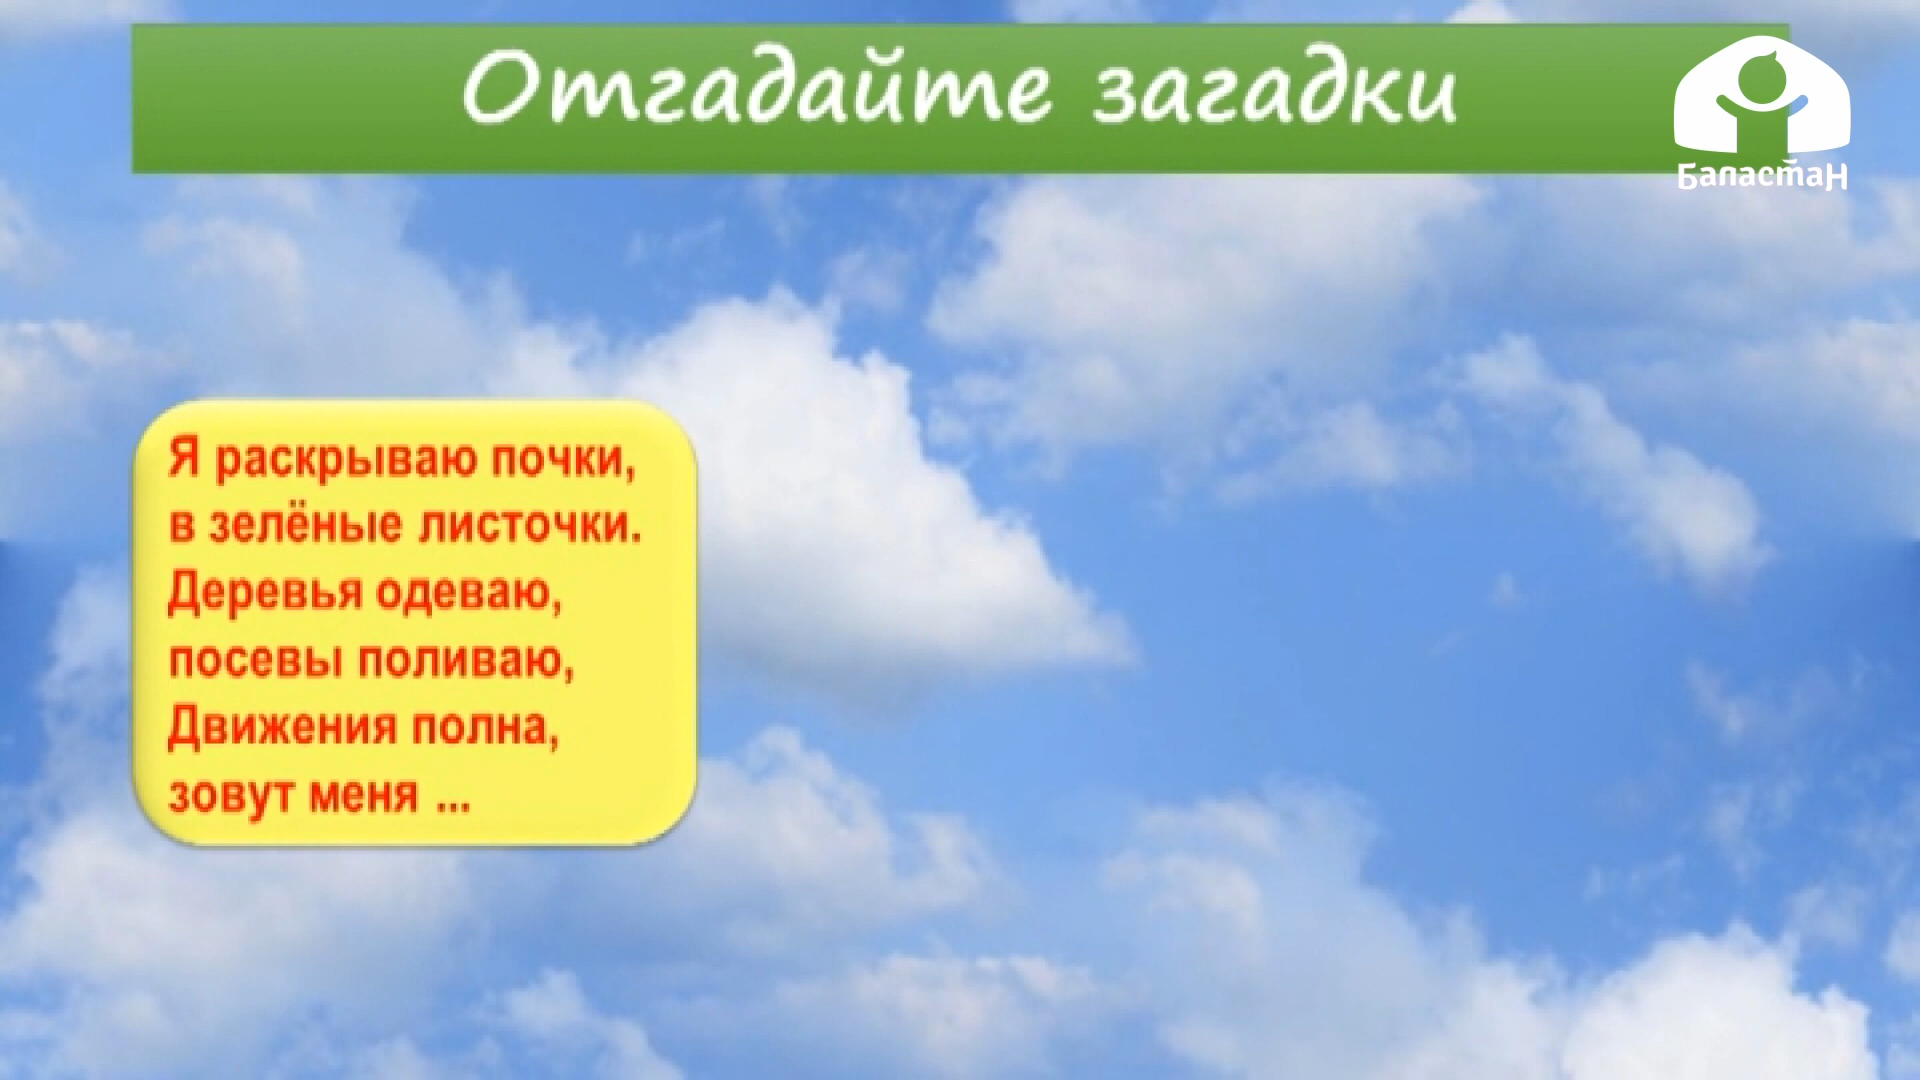 Отгадайте загадки
Баластан
Я раскрываю почки,
в зелёные листочки.
Деревья одеваю,
посевы поливаю,
Движения полна,
зовут меня ...